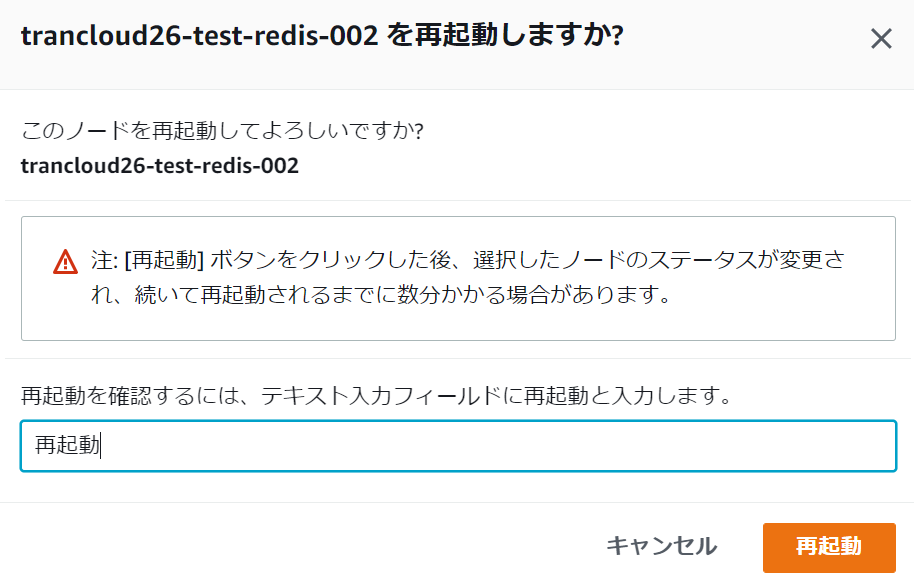 trancloud26-test-redis-002 を再起動しますか?
このノードを再起動してよろしいですか?
trancloud26-test-redis-002
注: [再起動] ボタンをクリックした後、選択したノードのステータスが変更さ
れ、続いて再起動されるまでに数分かかる場合があります。
再起動を確認するには、テキスト入力フィールドに再起動と入力します。
再起動
キャンセル
再起動